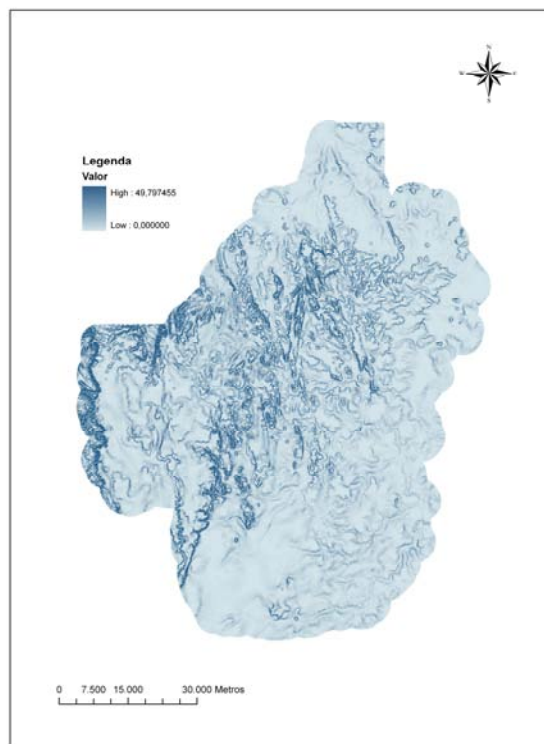 N
W E
S
Legenda
Valor
High : 49,797455
Low : 0,000000
0 7.500 15.000 30.000 Metros